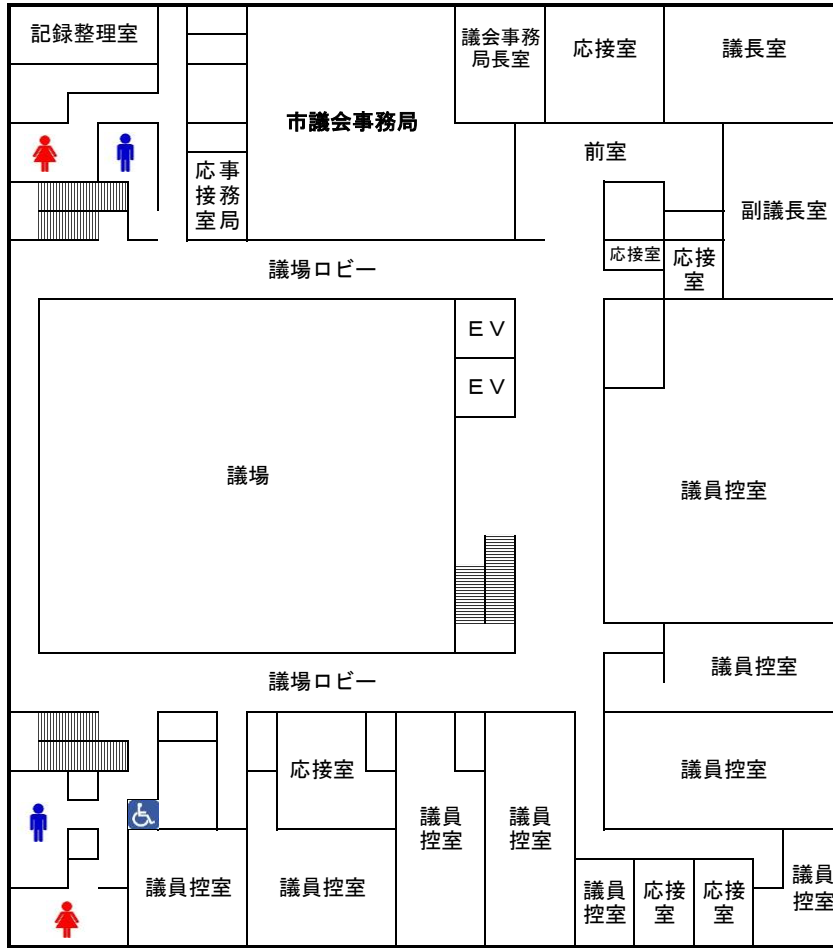 記録整理室
議会事務
局長室
応接室
議長室
市議会事務局
前室
事務局
応接室
副議長室
応接室
応接
室
議場ロビー
EV
EV
議場
議員控室
議員控室
議場ロビー
議員控室
応接室
議員
控室
議員
控室
議員控室
議員控室
議員
控室
応接
室
応接
室
議員
控室